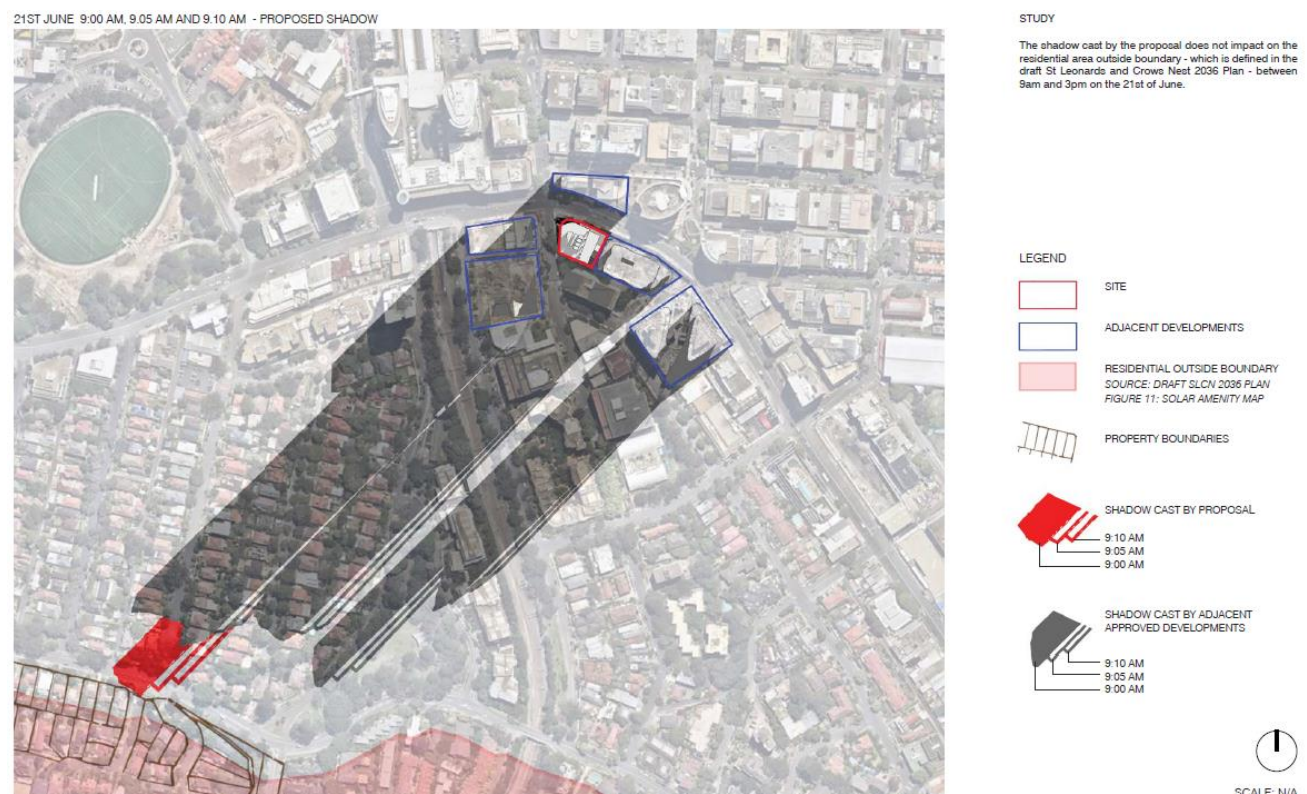 21ST JUNE 9:00 AM, 9.05 AM AND 9.10 AM - PROPOSED SHADOW
STUDY
The shadow cast by the proposal does not impact on the
residential area outside boundary - which is defined in the
draft St Leonards and Crows Nest 2036 Plan - between
9am and 3pm on the 21st of June.
LEGEND
SITE
ADJACENT DEVELOPMENTS
RESIDENTIAL OUTSIDE BOUNDARY
SOURCE: DRAFT SLCN 2036 PLAN
FIGURE 11: SOLAR AMENITY MAP
PROPERTY BOUNDARIES
SHADOW CAST BY PROPOSAL
9:10 AM
9:05 AM
9:00 AM
SHADOW CAST BY ADJACENT
APPROVED DEVELOPMENTS
9:10 AM
9:05 AM
9:00 AM
SCALE: N/A